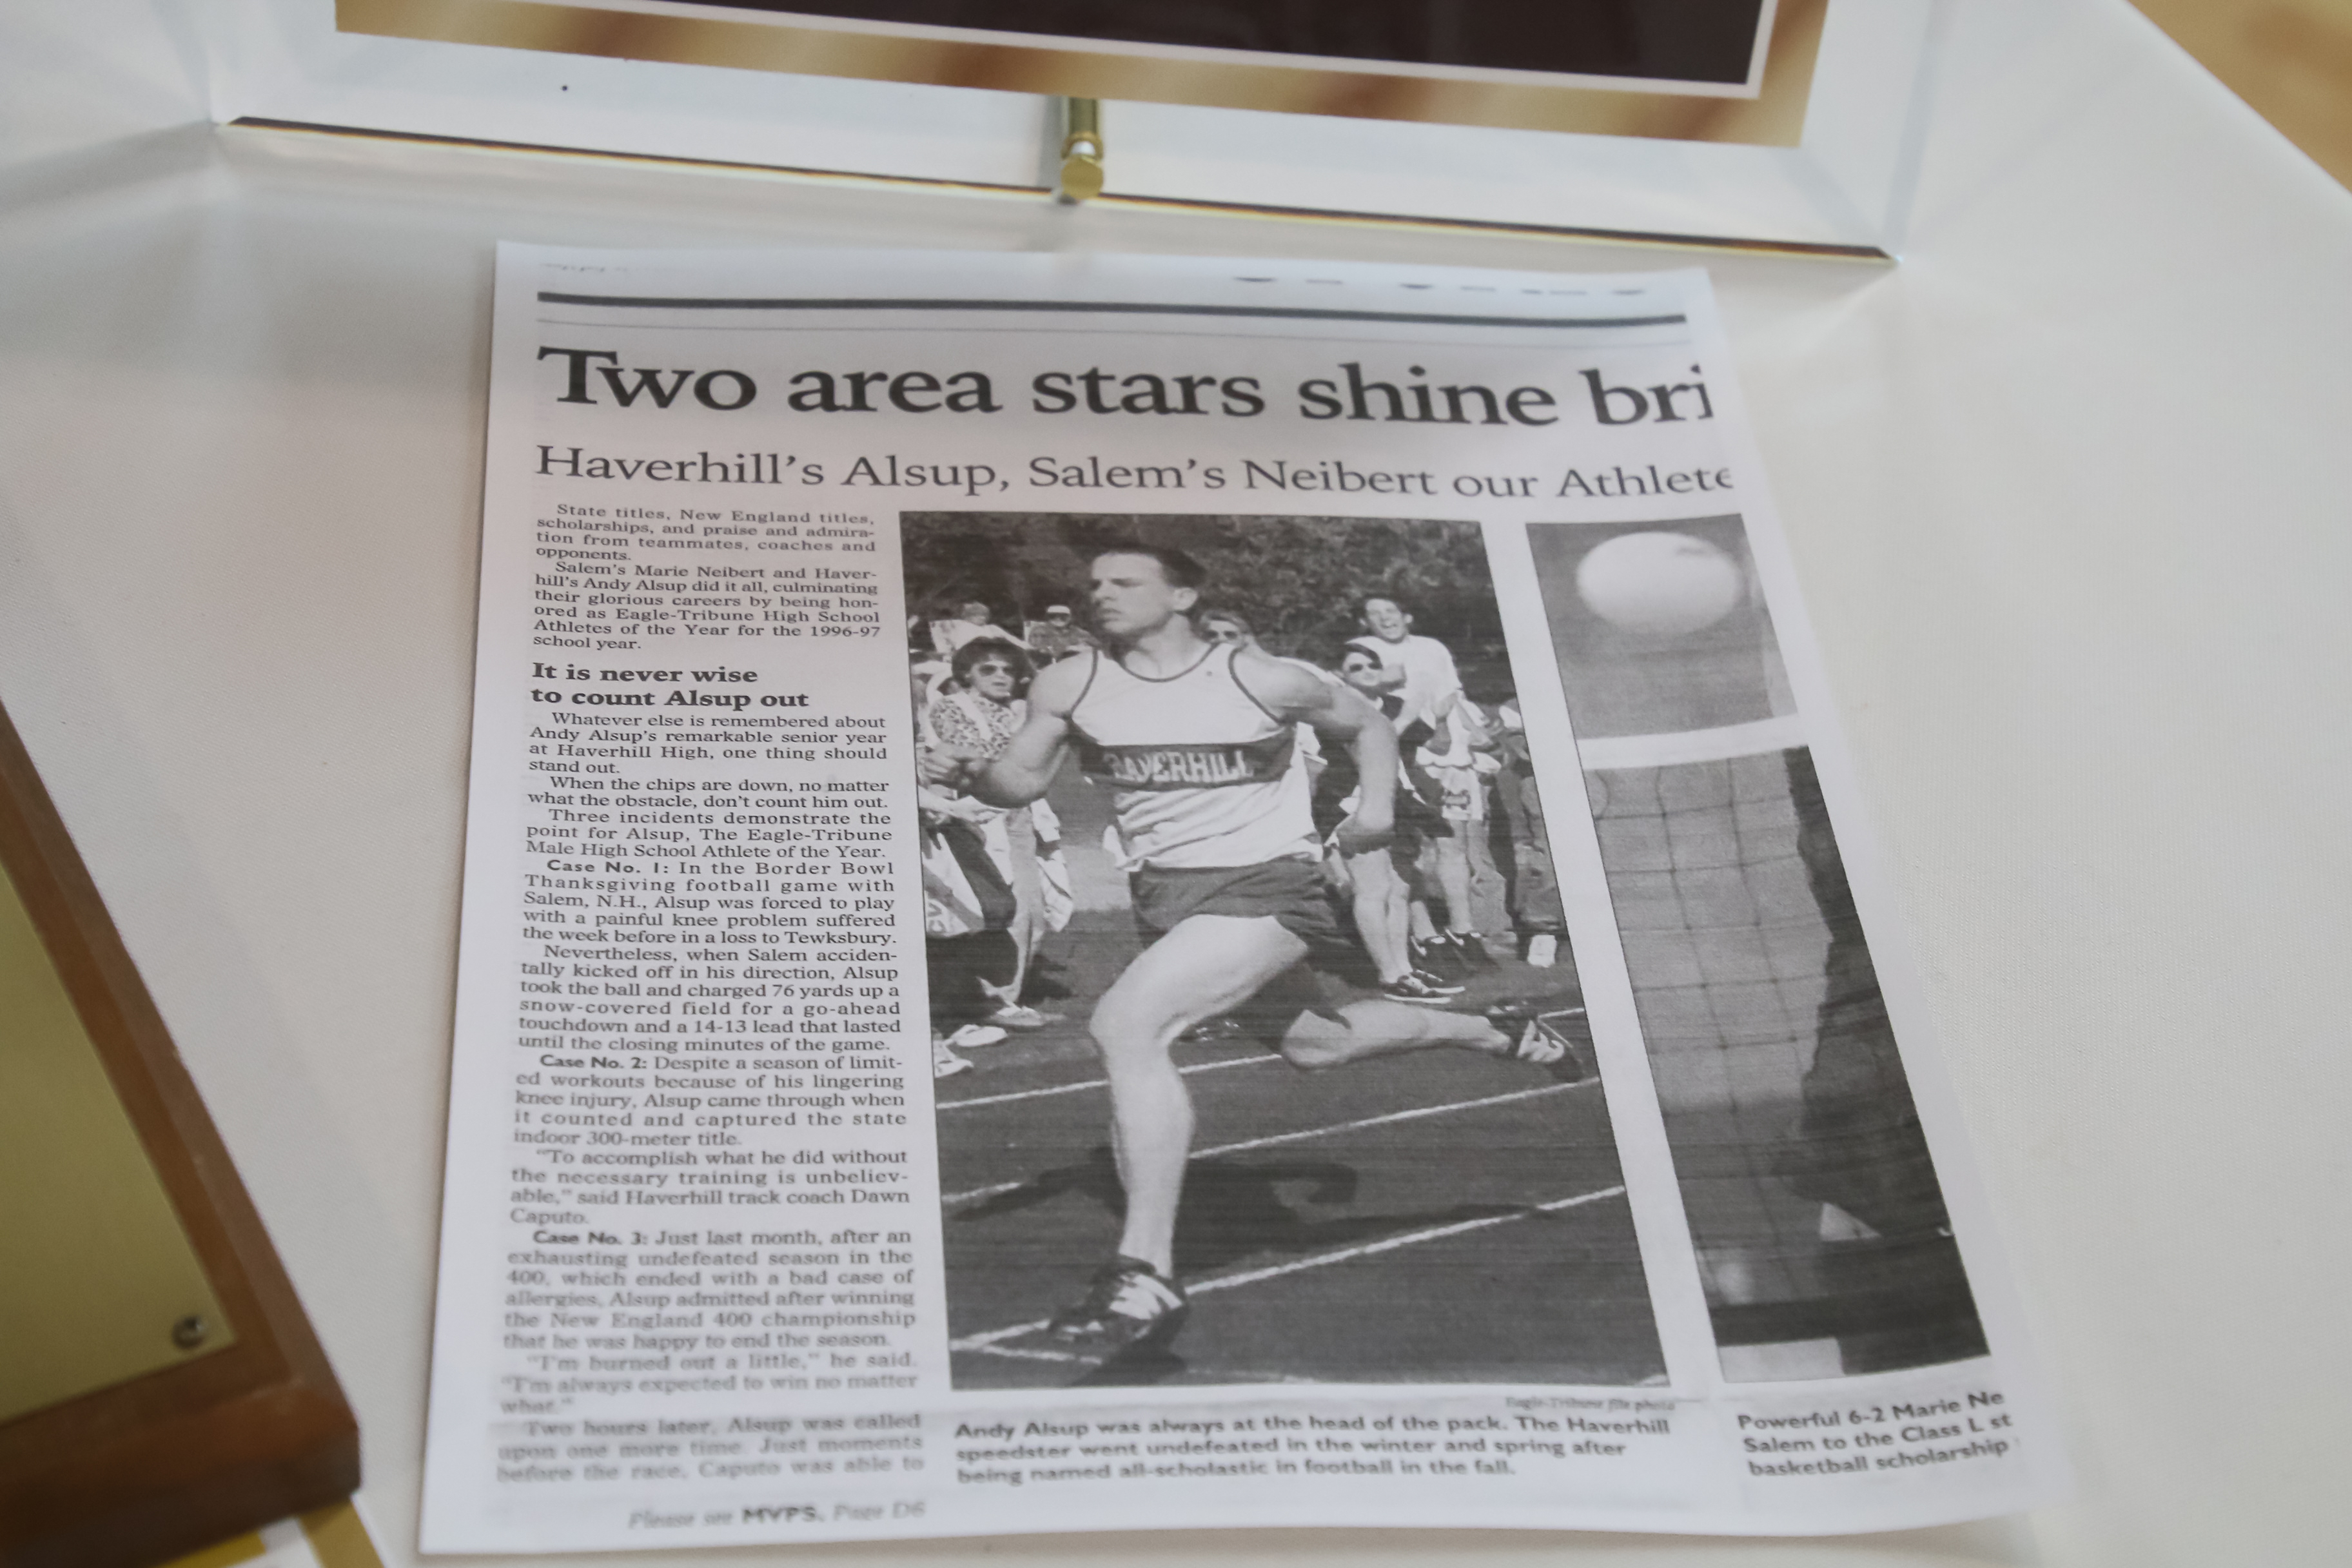 Two area stars shine bri
Haverhill's Alsup, Salem's Neibert our Athlete
State titles, New England titles,
scholarships, and praise and admira-
tion from teammates, coaches and
opponents.
Salem's Marie Neibert and Haver-
hill's Andy Alsup did it all, culminating
their glorious careers by being hon-
ored as Eagle-Tribune High School
Athletes of the Year for the 1996-97
school year.
It is never wise
to count Alsup out
Whatever else is remembered about
Andy Alsup's remarkable senior year
at Haverhill High, one thing should
stand out.
When the chips are down, no matter
what the obstacle, don't count him out.
Three incidents demonstrate the
point for Alsup, The Eagle-Tribune
Male High School Athlete of the Year.
Case No. 1: In the Border Bowl
Thanksgiving football game with
Salem, N.H., Alsup was forced to play
with a painful knee problem suffered
the week before in a loss to Tewksbury.
Nevertheless, when Salem acciden-
tally kicked off in his direction, Alsup
took the ball and charged 76 yards up a
snow-covered field for a go-ahead
touchdown and a 14-13 lead that lasted
until the closing minutes of the game.
Case No. 2: Despite a season of limit-
ed workouts because of his lingering
knee injury, Alsup came through when
it counted and captured the state
indoor 300-meter title.
"To accomplish what he did without
the necessary training is unbeliev-
able," said Haverhill track coach Dawn
Caputo.
Case No. 3: Just last month, after an
exhausting undefeated season in the
400, which ended with a bad case of
allergies, Alsup admitted after winning
the New England 400 championship
that he was happy to end the season.
"I'm burned out a little," he said.
"I'm always expected to win no matter
what."
Two hours later, Alsup was called
upon one more time. Just moments
before the race, Caputo was able to
Please see MVPS, Page D6
HAVERHILL
Eagle-Tribune file photo
Andy Alsup was always at the head of the pack. The Haverhill
speedster went undefeated in the winter and spring after
being named all-scholastic in football in the fall.
Powerful 6-2 Marie Ne
Salem to the Class L st
basketball scholarship